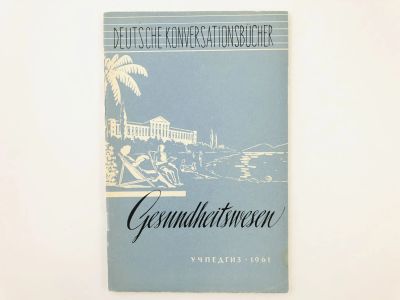 DEUTSCHE KONVERSATIONSBÜCHER
Gesundheitswesen
УЧПЕДГИЗ · 1961